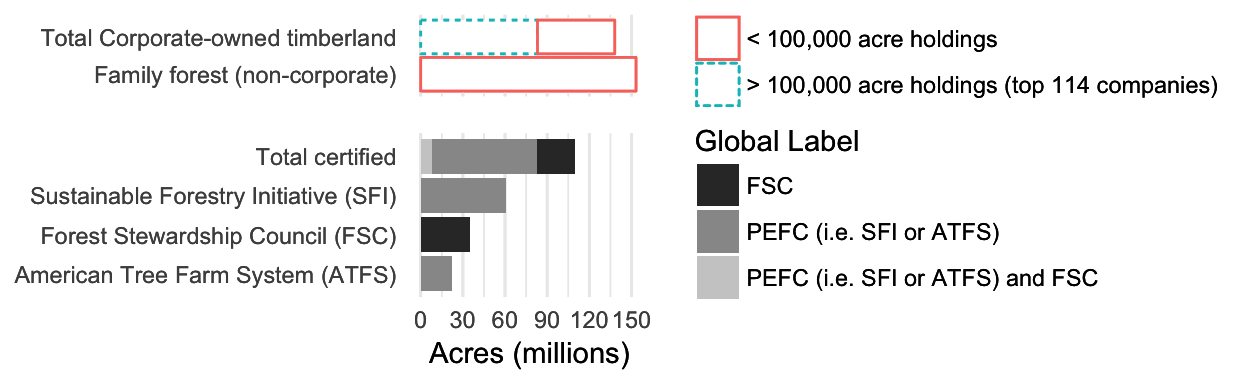 Total Corporate-owned timberland
Family forest (non-corporate)
< 100,000 acre holdings
> 100,000 acre holdings (top 114 companies)
Total certified
Sustainable Forestry Initiative (SFI)
Forest Stewardship Council (FSC)
American Tree Farm System (ATFS)
0 30 60 90 120 150
Acres (millions)
Global Label
FSC
PEFC (i.e. SFI or ATFS)
PEFC (i.e. SFI or ATFS) and FSC